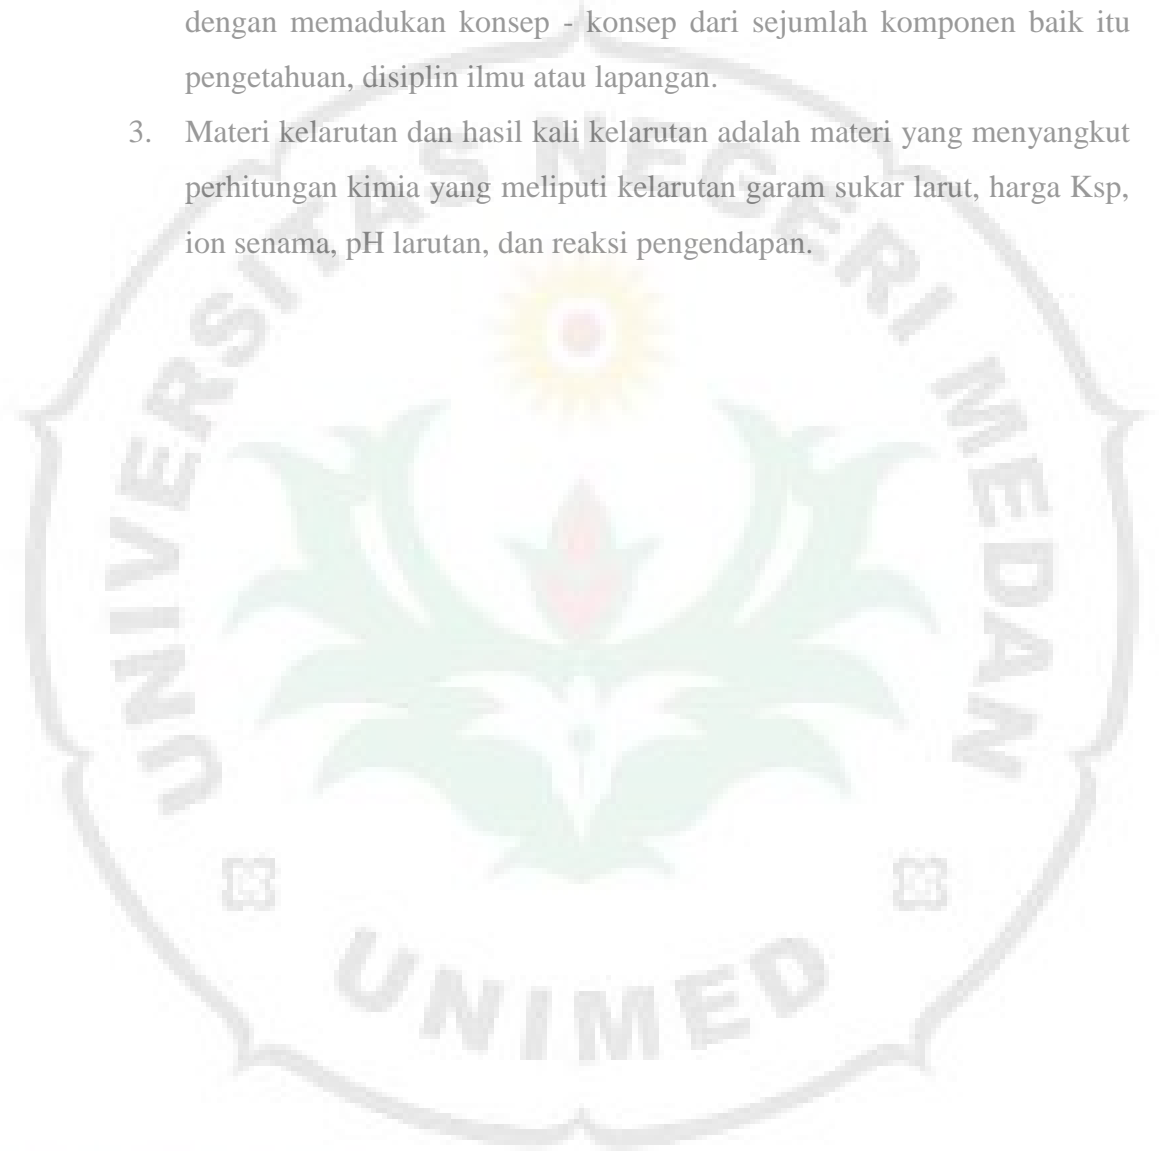 dengan memadukan konsep - konsep dari sejumlah komponen baik itu
pengetahuan, disiplin ilmu atau lapangan.
3. Materi kelarutan dan hasil kali kelarutan adalah materi yang menyangkut
perhitungan kimia yang meliputi kelarutan garam sukar larut, harga Ksp,
ion senama, pH larutan, dan reaksi pengendapan.
UNIVERSITAS NEGERI MEDAN
UNIMED